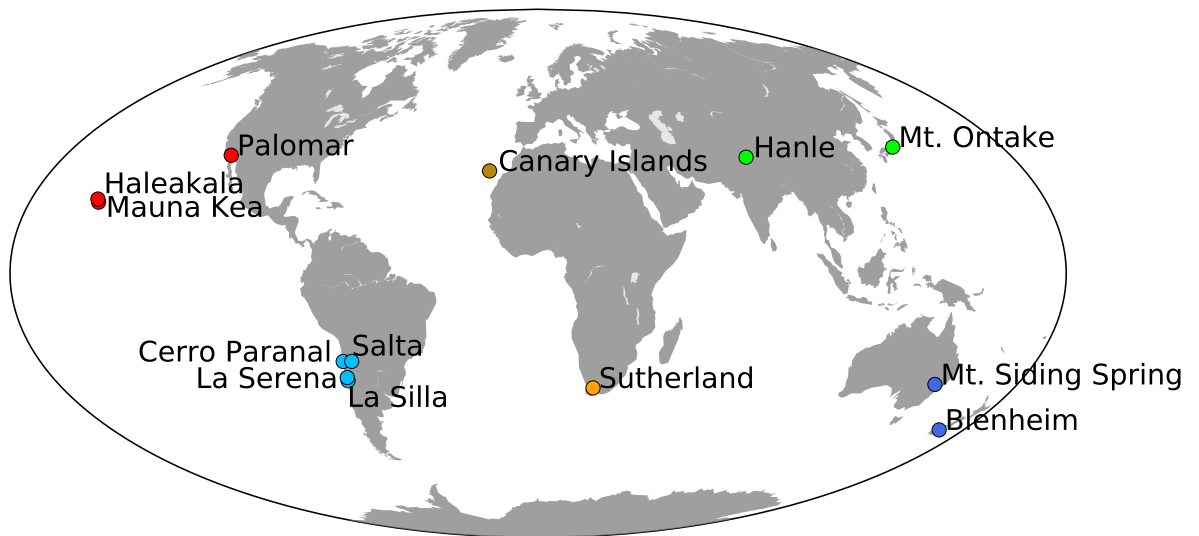 Palomar
Mt. Ontake
Hanle
Canary Islands
Haleakala
Mauna Kea
Cerro Paranal
Salta
La Serena
La Silla
Sutherland
Mt. Siding Spring
Blenheim